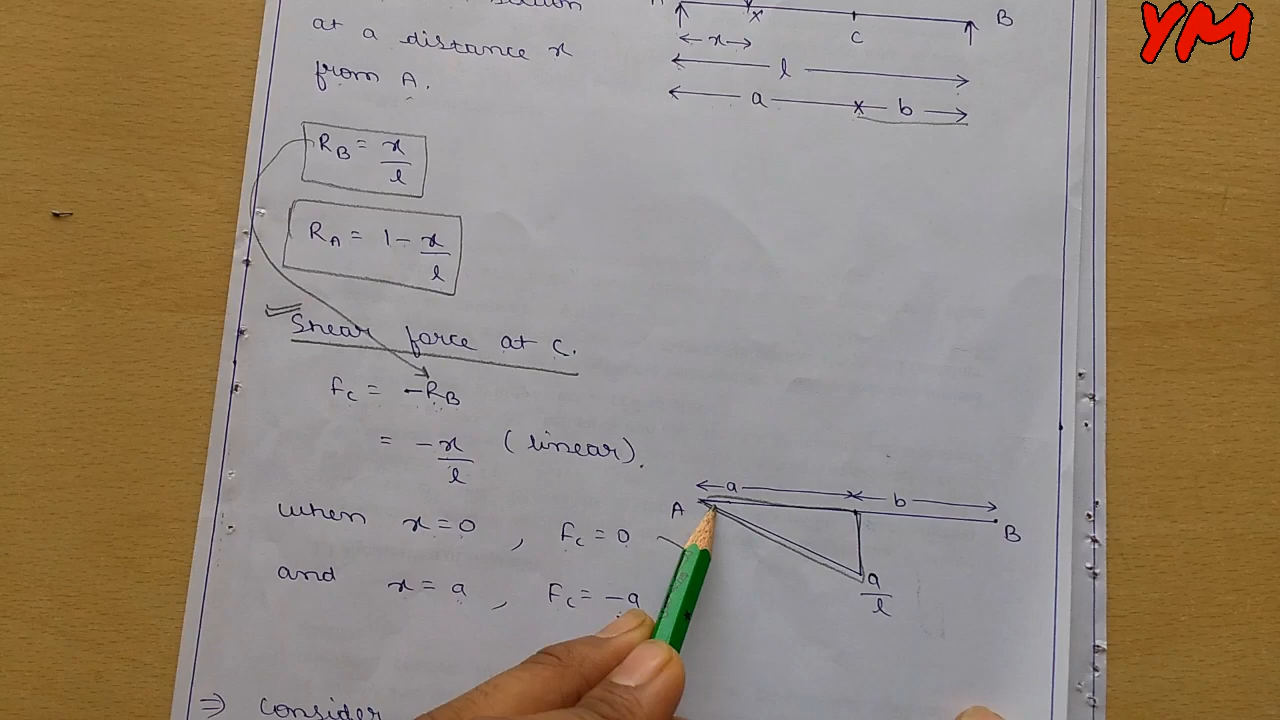 YM
at a distance x
from A.
x
C
B
x
l
a b
R_B = x/l
R_A = 1 - x/l
Shear force at C.
F_C = -R_B
= -x/l (linear).
when x = 0, F_C = 0
and x = a, F_C = -a
a b
A
B
a/l
⇒ consider